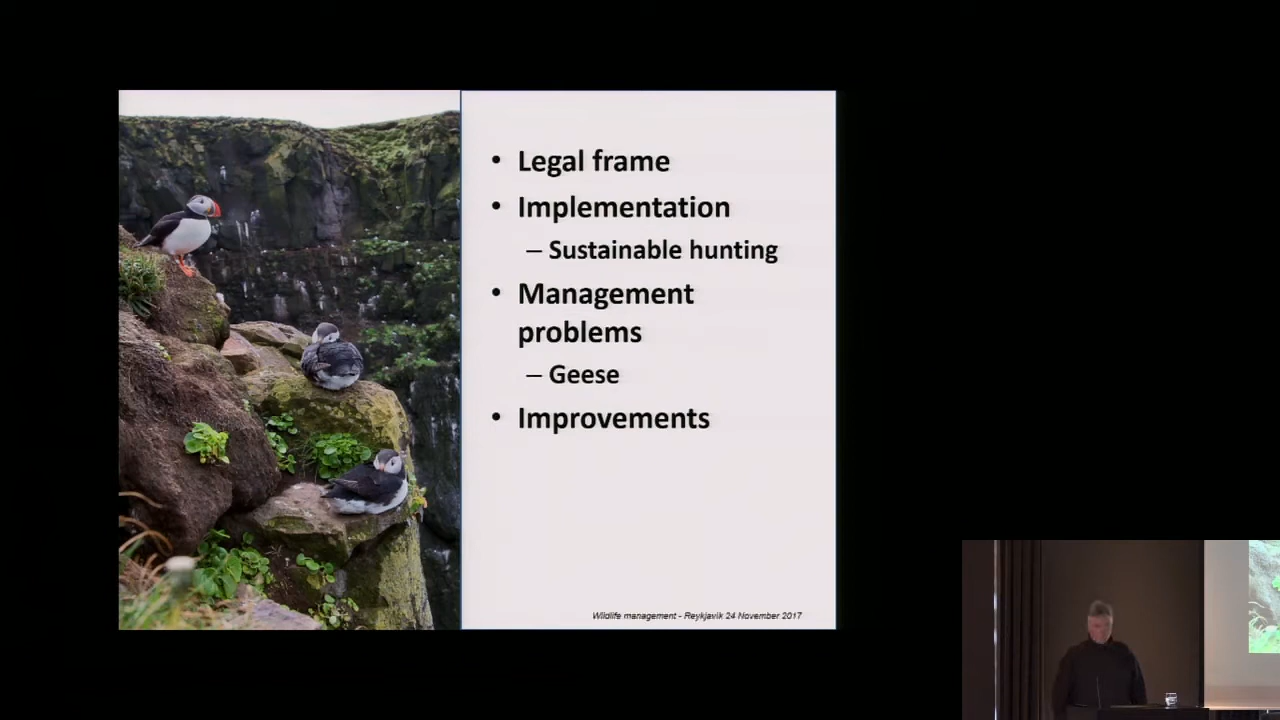 • Legal frame
• Implementation
– Sustainable hunting
• Management
problems
– Geese
• Improvements
Wildlife management - Reykjavik 24 November 2017